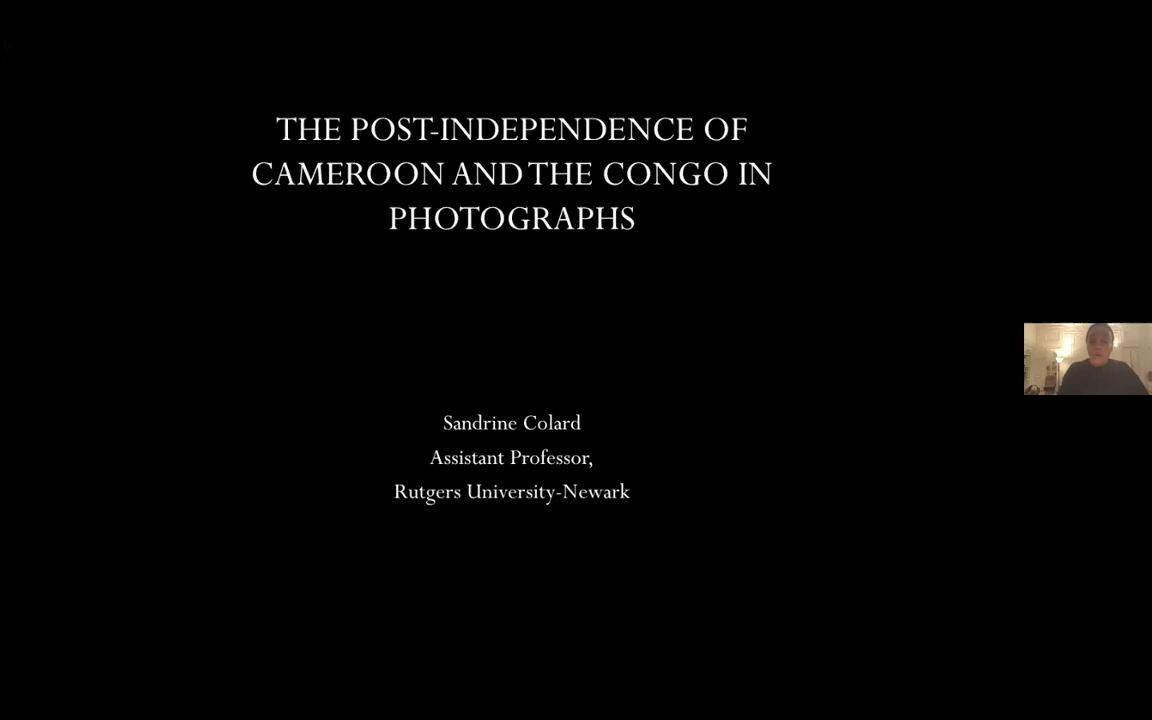 THE POST-INDEPENDENCE OF
CAMEROON AND THE CONGO IN
PHOTOGRAPHS
Sandrine Colard
Assistant Professor,
Rutgers University-Newark